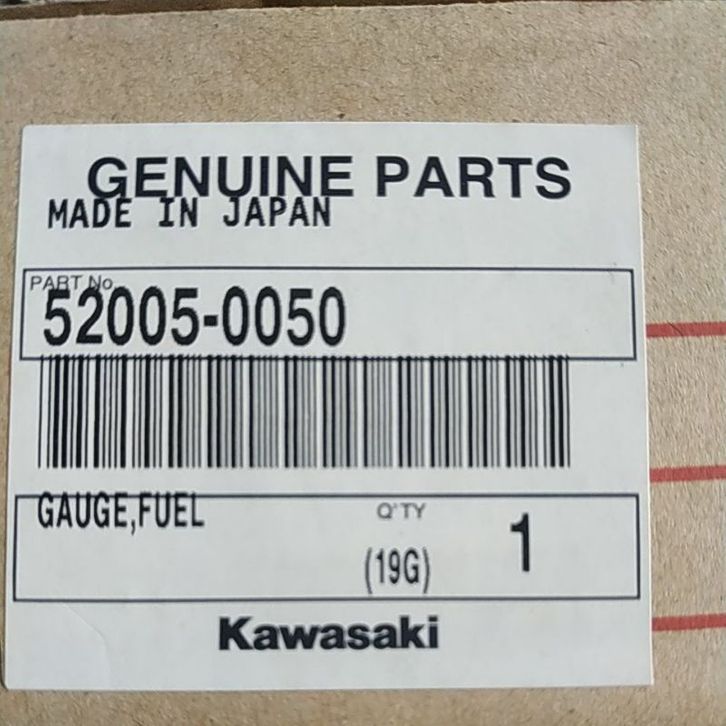 GENUINE PARTS
MADE IN JAPAN
PART No.
52005-0050
GAUGE,FUEL
Q'TY
1
(19G)
Kawasaki